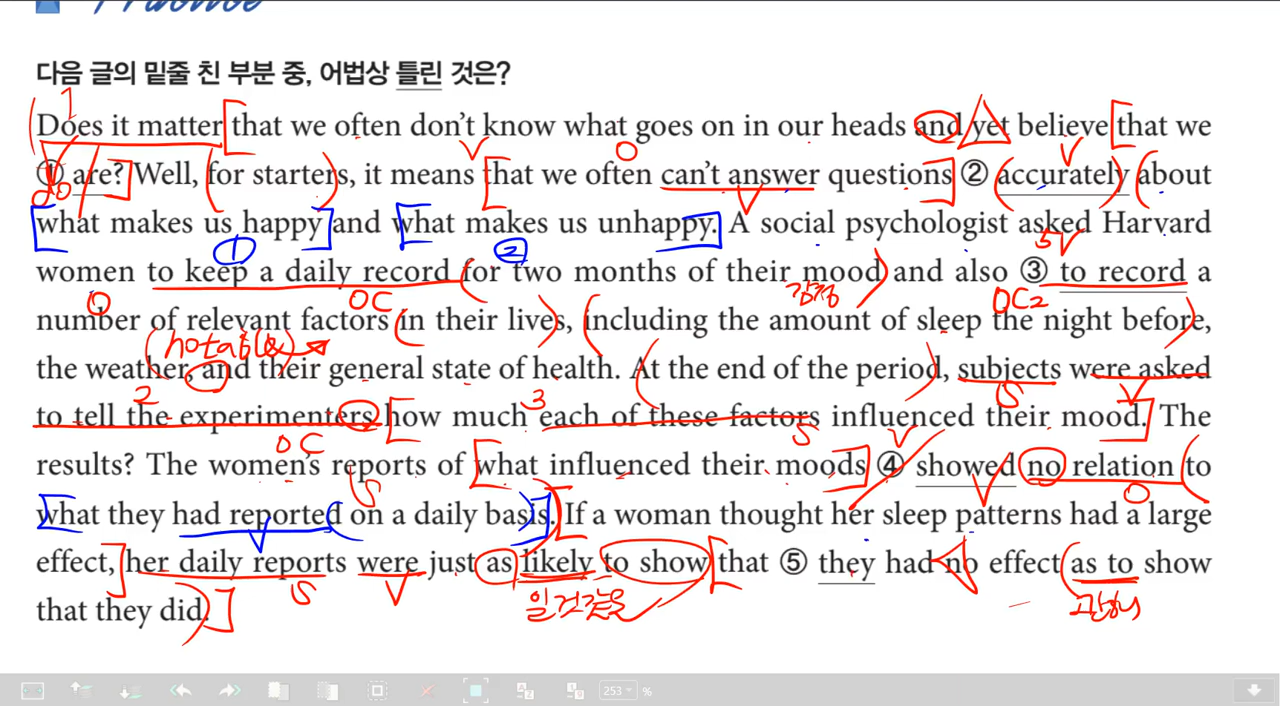 Practice
다음 글의 밑줄 친 부분 중, 어법상 틀린 것은?
Does it matter that we often don't know what goes on in our heads and yet believe that we
① are? Well, for starters, it means that we often can't answer questions ② accurately about
what makes us happy and what makes us unhappy. A social psychologist asked Harvard
women to keep a daily record for two months of their mood and also ③ to record a
number of relevant factors in their lives, including the amount of sleep the night before,
the weather, and their general state of health. At the end of the period, subjects were asked
to tell the experimenters how much each of these factors influenced their mood. The
results? The women's reports of what influenced their moods ④ showed no relation to
what they had reported on a daily basis. If a woman thought her sleep patterns had a large
effect, her daily reports were just as likely to show that ⑤ they had no effect as to show
that they did.
V
O
V
V
① ② S V
O OC 감정 OC2
2 3 S V
OC S V
S O
V
S V 일 것 같은
253 %